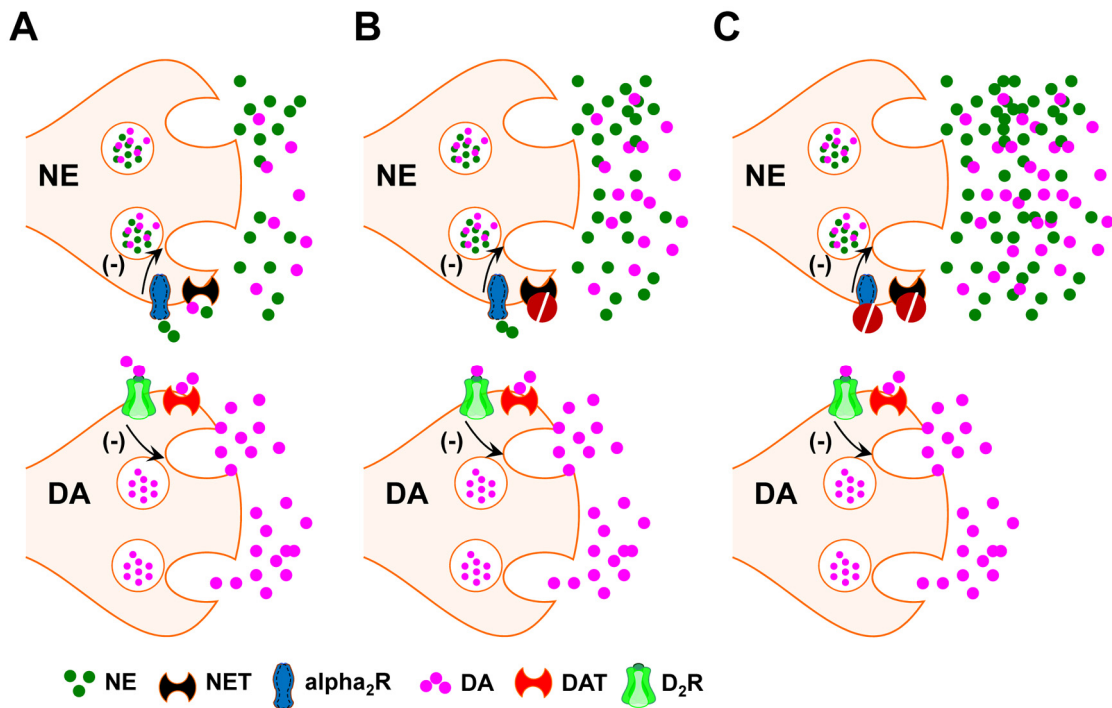 A B C
NE NE NE
(-) (-) (-)
(-) (-) (-)
DA DA DA
NE NET alpha₂R DA DAT D₂R